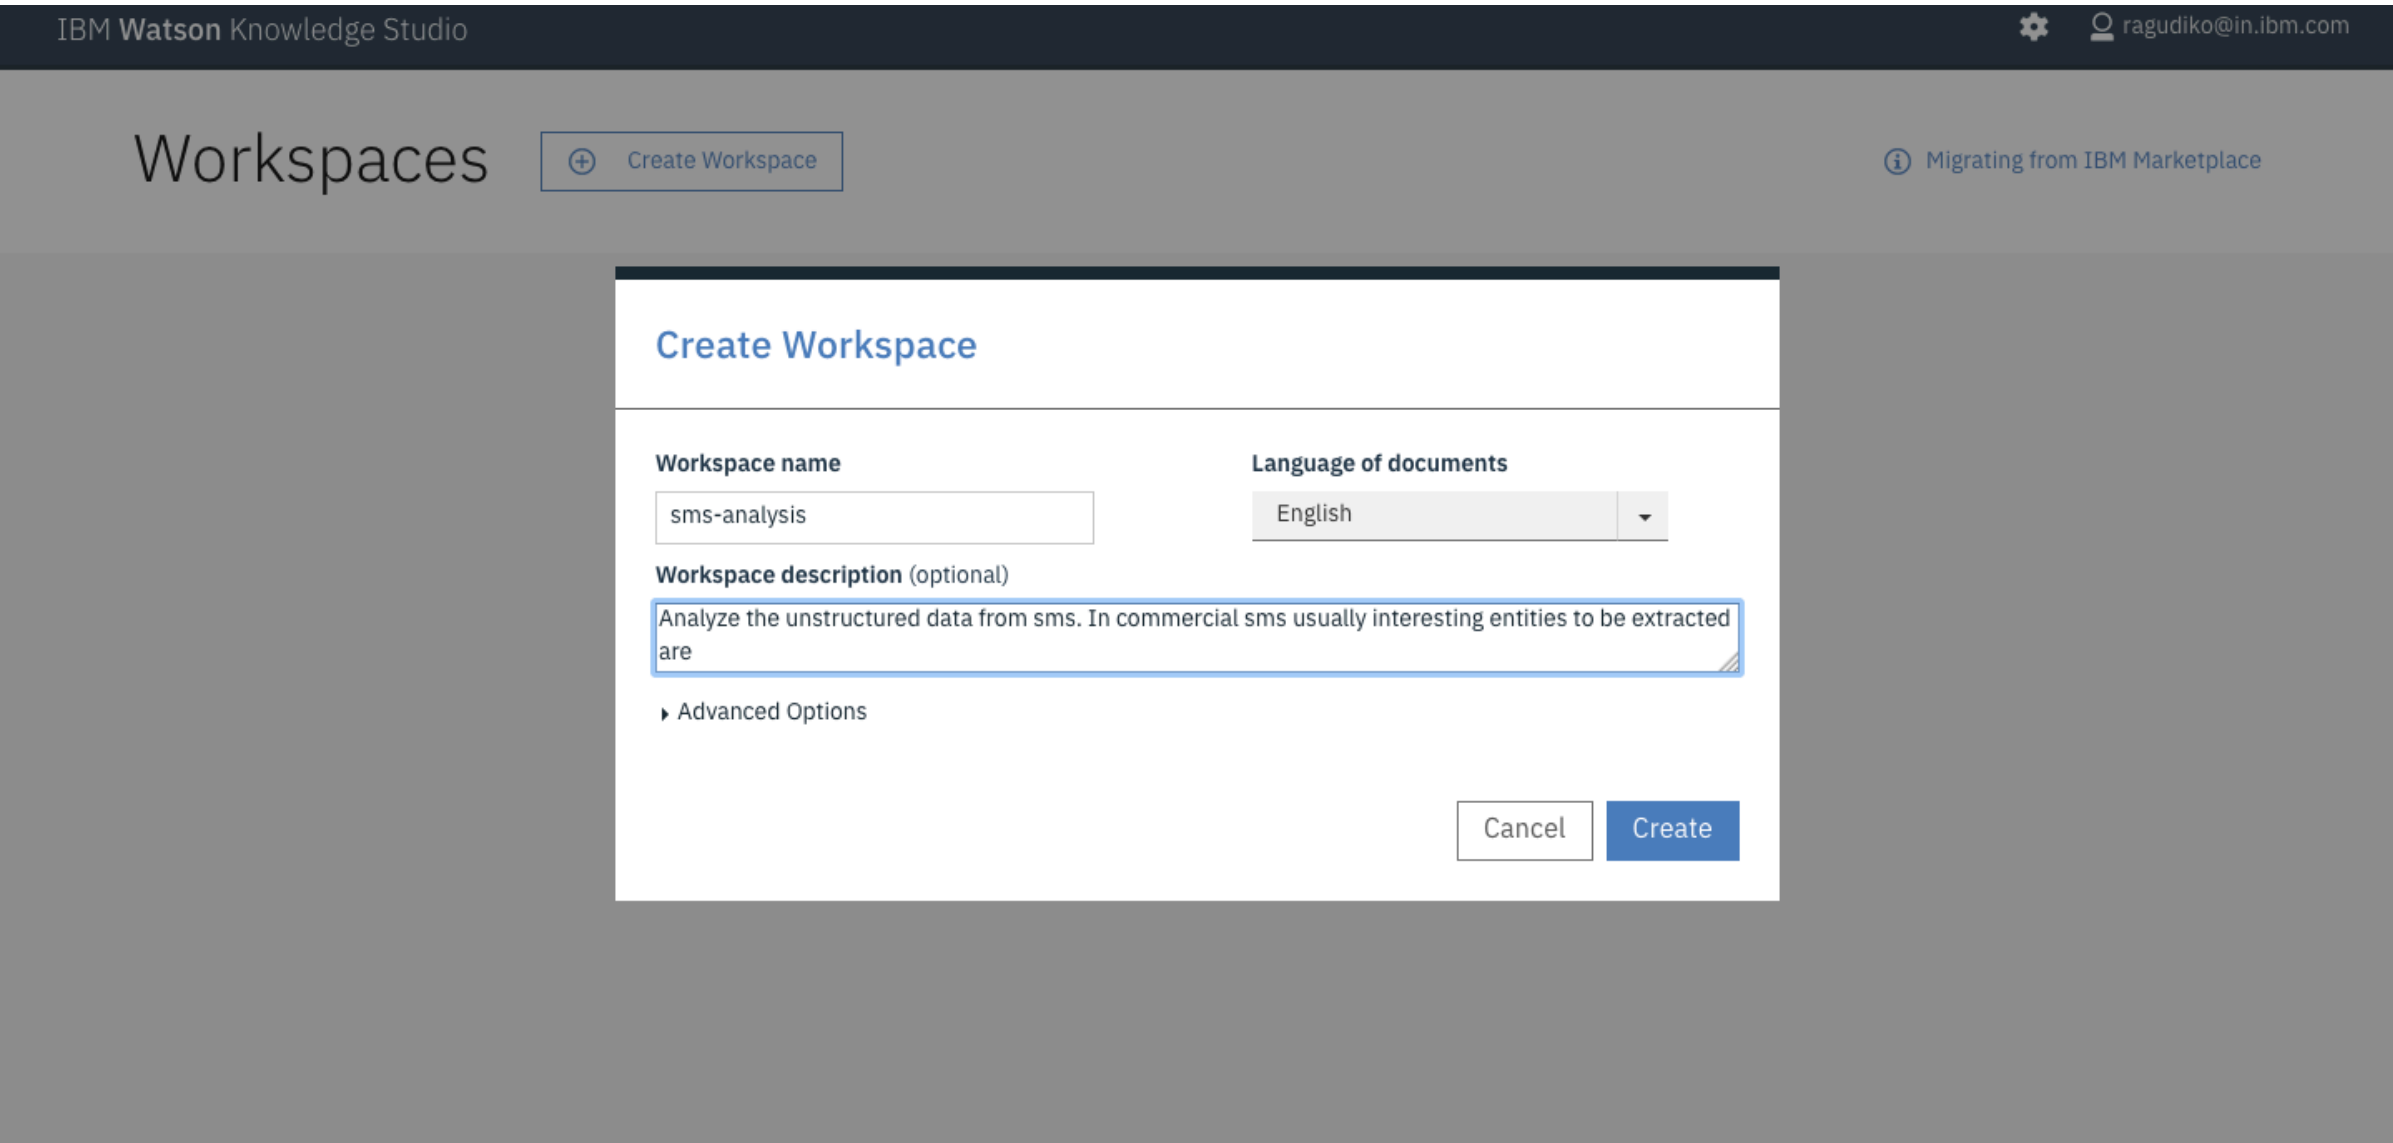 IBM Watson Knowledge Studio
ragudiko@in.ibm.com
Workspaces
Create Workspace
Migrating from IBM Marketplace
Create Workspace
Workspace name
Language of documents
sms-analysis
English
Workspace description (optional)
Analyze the unstructured data from sms. In commercial sms usually interesting entities to be extracted
are
Advanced Options
Cancel
Create